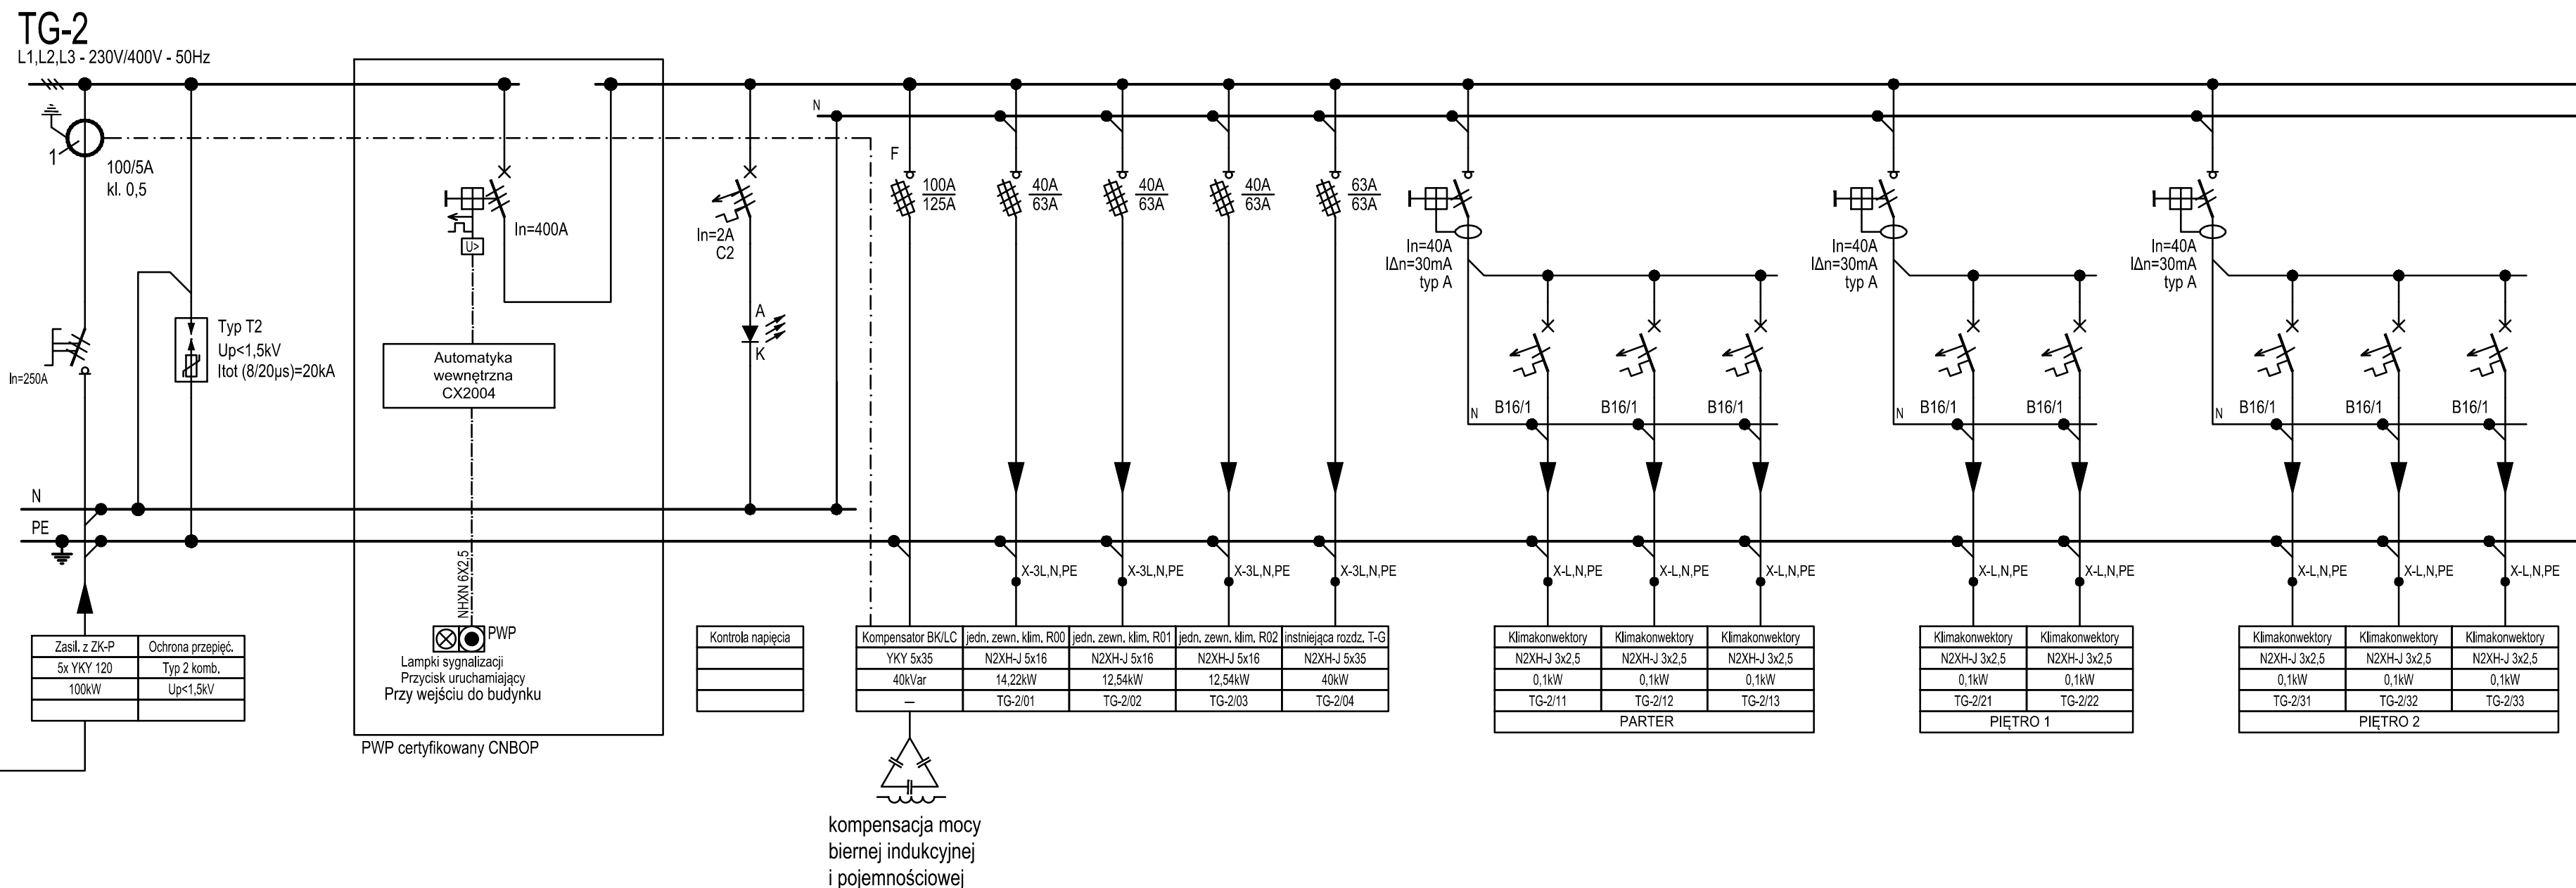 TG-2
L1,L2,L3 - 230V/400V - 50Hz
1
100/5A
kl. 0,5
In=250A
Typ T2
Up<1,5kV
Itot (8/20µs)=20kA
N
PE
Zasil. z ZK-P
Ochrona przepięć.
5x YKY 120
Typ 2 komb.
100kW
Up<1,5kV
In=400A
U>
Automatyka
wewnętrzna
CX2004
NHXN 6X2,5
PWP
Lampki sygnalizacji
Przycisk uruchamiający
Przy wejściu do budynku
PWP certyfikowany CNBOP
In=2A
C2
A
K
Kontrola napięcia
N
F
100A
125A
40A
63A
40A
63A
40A
63A
63A
63A
X-3L,N,PE
X-3L,N,PE
X-3L,N,PE
X-3L,N,PE
Kompensator BK/LC
jedn. zewn. klim. R00
jedn. zewn. klim. R01
jedn. zewn. klim. R02
instniejąca rozdz. T-G
YKY 5x35
N2XH-J 5x16
N2XH-J 5x16
N2XH-J 5x16
N2XH-J 5x35
40kVar
14,22kW
12,54kW
12,54kW
40kW
—
TG-2/01
TG-2/02
TG-2/03
TG-2/04
kompensacja mocy
biernej indukcyjnej
i pojemnościowej
In=40A
IΔn=30mA
typ A
N
B16/1
B16/1
B16/1
X-L,N,PE
X-L,N,PE
X-L,N,PE
Klimakonwektory
Klimakonwektory
Klimakonwektory
N2XH-J 3x2,5
N2XH-J 3x2,5
N2XH-J 3x2,5
0,1kW
0,1kW
0,1kW
TG-2/11
TG-2/12
TG-2/13
PARTER
In=40A
IΔn=30mA
typ A
N
B16/1
B16/1
X-L,N,PE
X-L,N,PE
Klimakonwektory
Klimakonwektory
N2XH-J 3x2,5
N2XH-J 3x2,5
0,1kW
0,1kW
TG-2/21
TG-2/22
PIĘTRO 1
In=40A
IΔn=30mA
typ A
N
B16/1
B16/1
B16/1
X-L,N,PE
X-L,N,PE
X-L,N,PE
Klimakonwektory
Klimakonwektory
Klimakonwektory
N2XH-J 3x2,5
N2XH-J 3x2,5
N2XH-J 3x2,5
0,1kW
0,1kW
0,1kW
TG-2/31
TG-2/32
TG-2/33
PIĘTRO 2